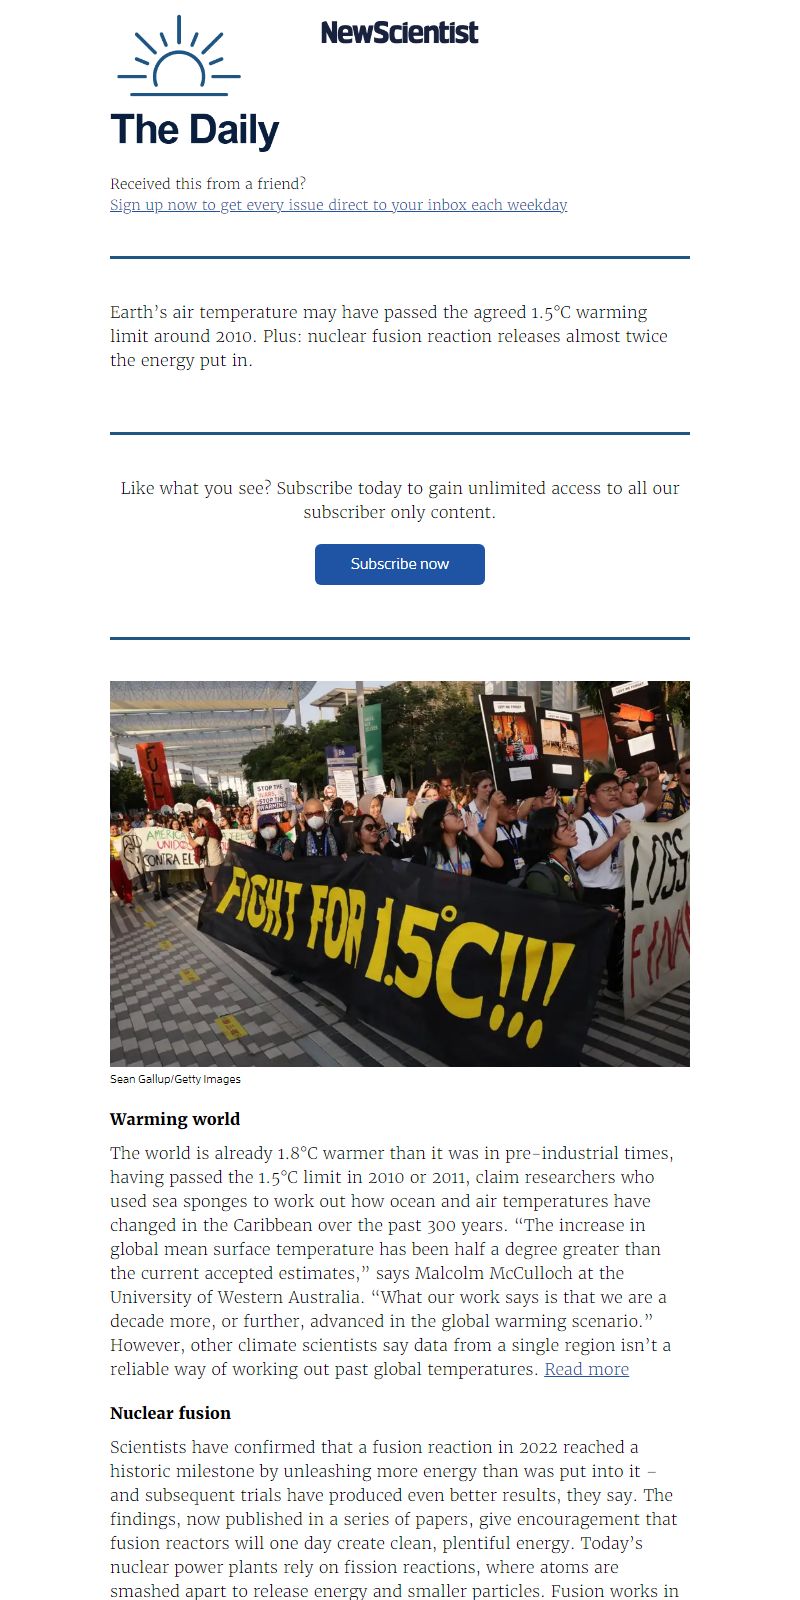 NewScientist
The Daily
Received this from a friend?
Sign up now to get every issue direct to your inbox each weekday
Earth’s air temperature may have passed the agreed 1.5°C warming
limit around 2010. Plus: nuclear fusion reaction releases almost twice
the energy put in.
Like what you see? Subscribe today to gain unlimited access to all our
subscriber only content.
Subscribe now
STOP THE
WARS
STOP THE
WARMING
AMERICA
UNIDOS
CONTRA EL
FIGHT FOR 1.5°C!!!
LOSS
Sean Gallup/Getty Images
Warming world
The world is already 1.8°C warmer than it was in pre-industrial times,
having passed the 1.5°C limit in 2010 or 2011, claim researchers who
used sea sponges to work out how ocean and air temperatures have
changed in the Caribbean over the past 300 years. “The increase in
global mean surface temperature has been half a degree greater than
the current accepted estimates,” says Malcolm McCulloch at the
University of Western Australia. “What our work says is that we are a
decade more, or further, advanced in the global warming scenario.”
However, other climate scientists say data from a single region isn’t a
reliable way of working out past global temperatures. Read more
Nuclear fusion
Scientists have confirmed that a fusion reaction in 2022 reached a
historic milestone by unleashing more energy than was put into it –
and subsequent trials have produced even better results, they say. The
findings, now published in a series of papers, give encouragement that
fusion reactors will one day create clean, plentiful energy. Today’s
nuclear power plants rely on fission reactions, where atoms are
smashed apart to release energy and smaller particles. Fusion works in